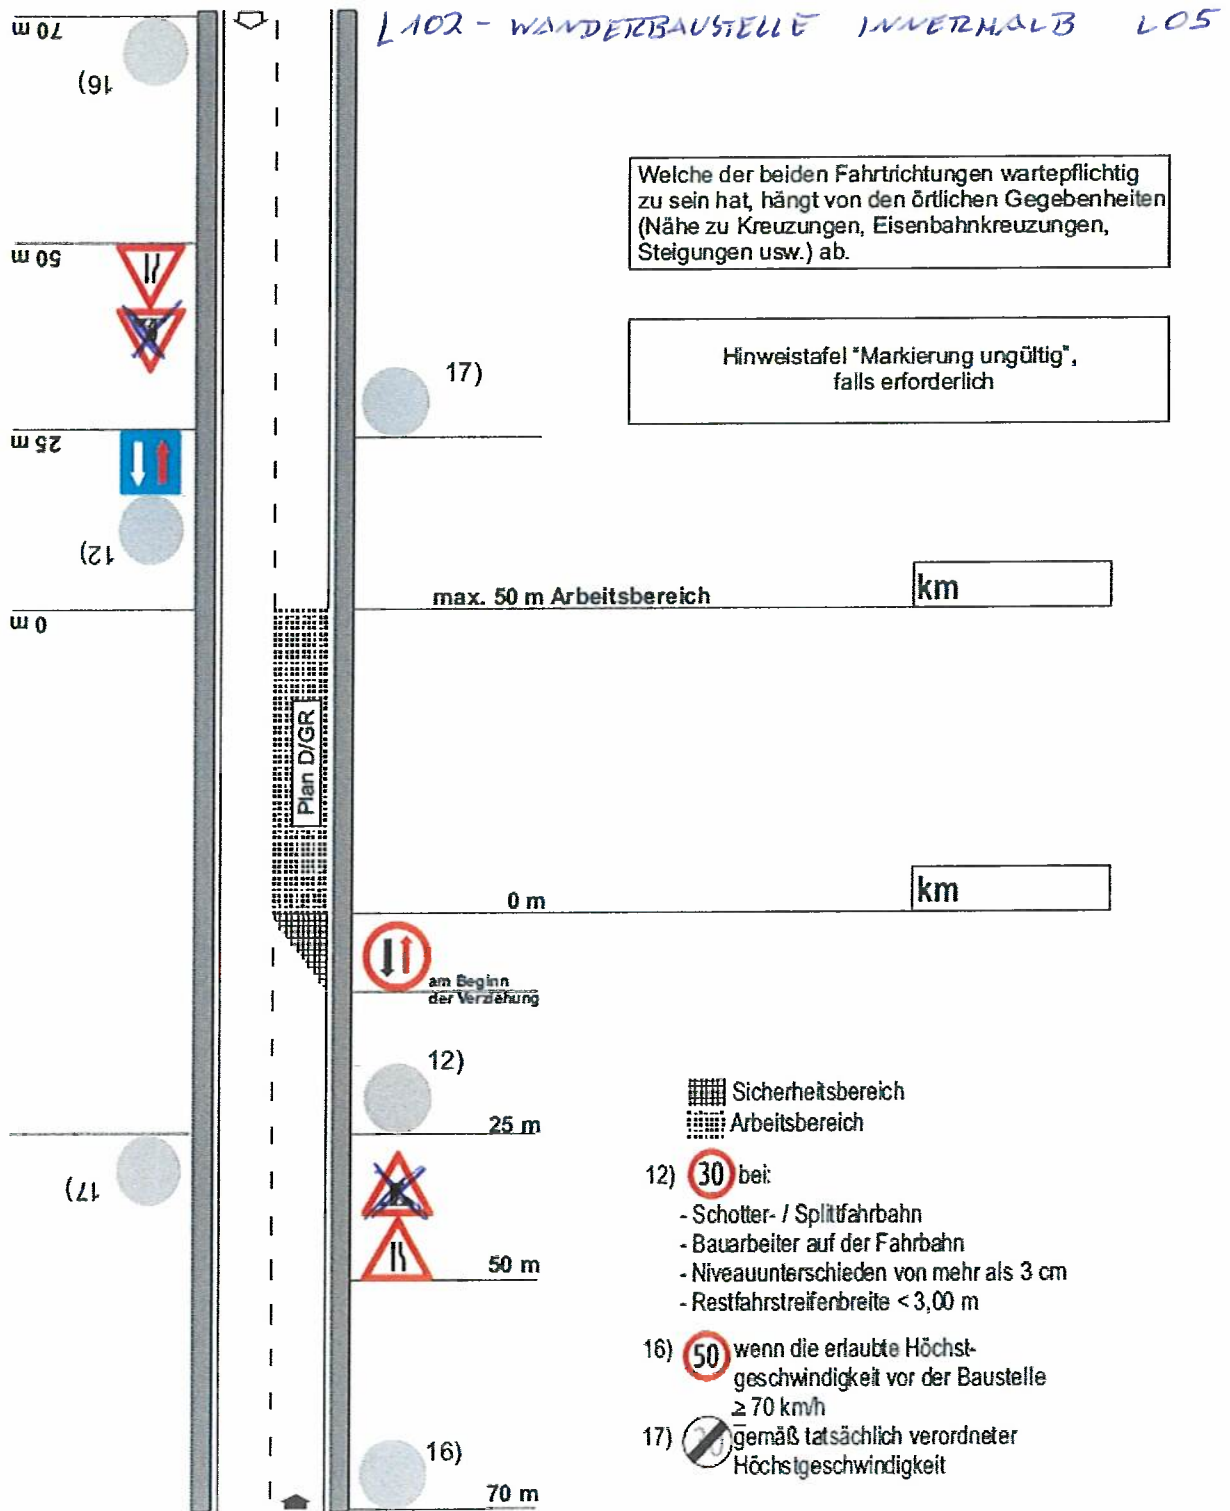 L102 - WANDERBAUSTELLE INNERHALB LO5
70 m
16)
Welche der beiden Fahrtrichtungen wartepflichtig
zu sein hat, hängt von den örtlichen Gegebenheiten
(Nähe zu Kreuzungen, Eisenbahnkreuzungen,
Steigungen usw.) ab.
50 m
Hinweistafel "Markierung ungültig",
falls erforderlich
17)
25 m
12)
max. 50 m Arbeitsbereich
km
0 m
Plan D/GR
0 m
km
am Beginn
der Verziehung
12)
25 m
17)
50 m
16)
70 m
Sicherheitsbereich
Arbeitsbereich
12) 30 bei:
- Schotter- / Splittfahrbahn
- Bauarbeiter auf der Fahrbahn
- Niveauunterschieden von mehr als 3 cm
- Restfahrstreifenbreite < 3,00 m
16) 50 wenn die erlaubte Höchst-
geschwindigkeit vor der Baustelle
≥ 70 km/h
17) gemäß tatsächlich verordneter
Höchstgeschwindigkeit